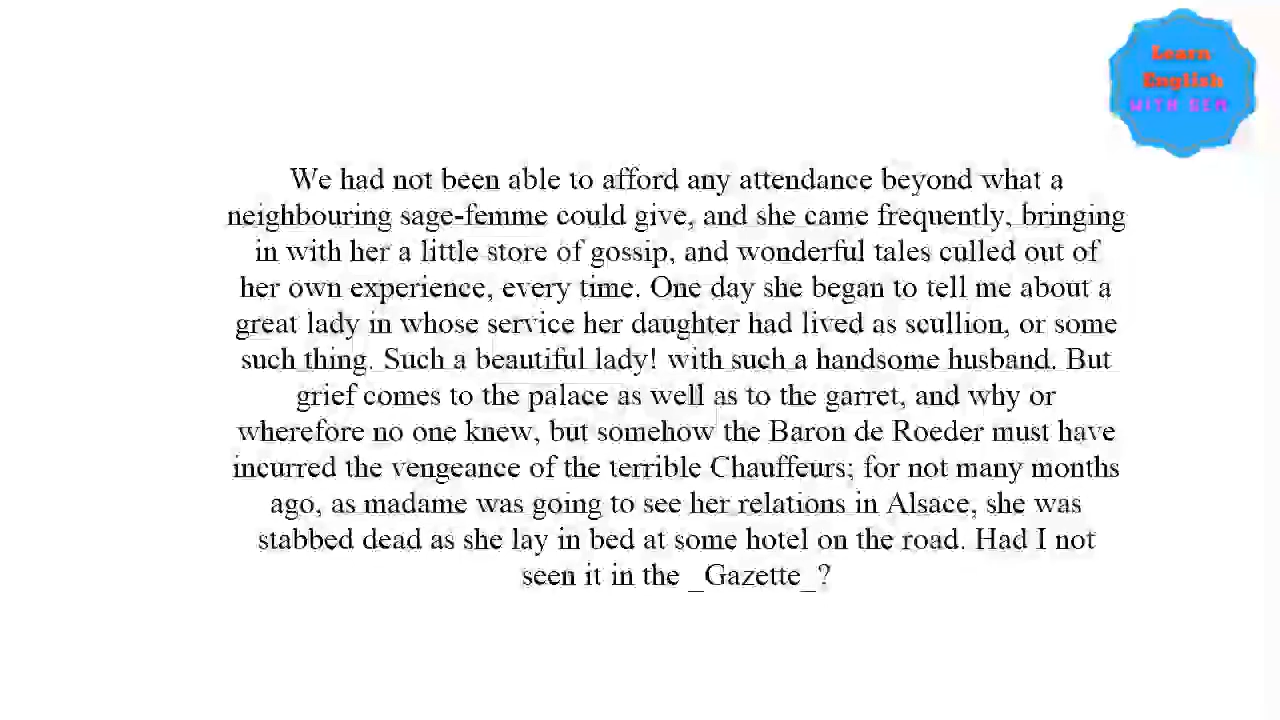 Learn
English
WITH GEM
We had not been able to afford any attendance beyond what a
neighbouring sage-femme could give, and she came frequently, bringing
in with her a little store of gossip, and wonderful tales culled out of
her own experience, every time. One day she began to tell me about a
great lady in whose service her daughter had lived as scullion, or some
such thing. Such a beautiful lady! with such a handsome husband. But
grief comes to the palace as well as to the garret, and why or
wherefore no one knew, but somehow the Baron de Roeder must have
incurred the vengeance of the terrible Chauffeurs; for not many months
ago, as madame was going to see her relations in Alsace, she was
stabbed dead as she lay in bed at some hotel on the road. Had I not
seen it in the _Gazette_?